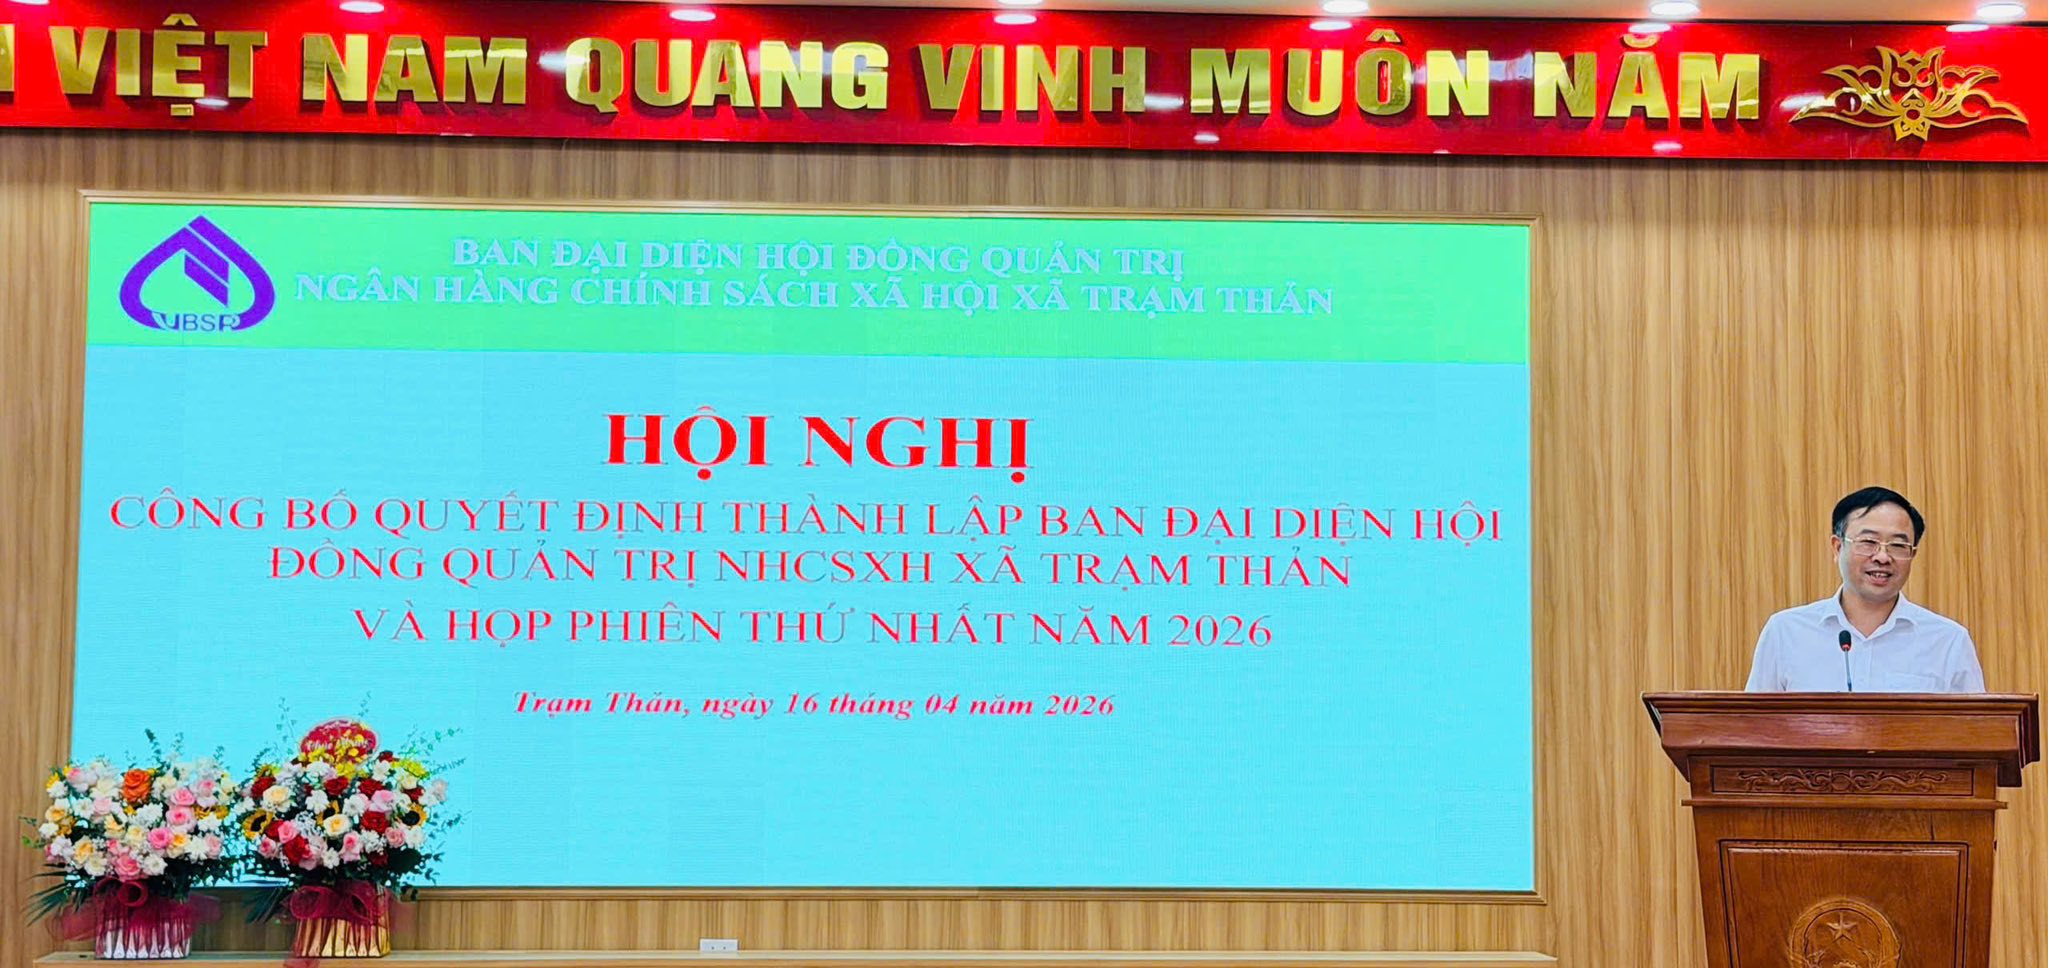 VIỆT NAM QUANG VINH MUÔN NĂM
BAN ĐẠI DIỆN HỘI ĐỒNG QUẢN TRỊ
NGÂN HÀNG CHÍNH SÁCH XÃ HỘI XÃ TRẠM THẢN
VBSP
HỘI NGHỊ
CÔNG BỐ QUYẾT ĐỊNH THÀNH LẬP BAN ĐẠI DIỆN HỘI
ĐỒNG QUẢN TRỊ NHCSXH XÃ TRẠM THẢN
VÀ HỌP PHIÊN THỨ NHẤT NĂM 2026
Trạm Thản, ngày 16 tháng 04 năm 2026
Chúc Mừng